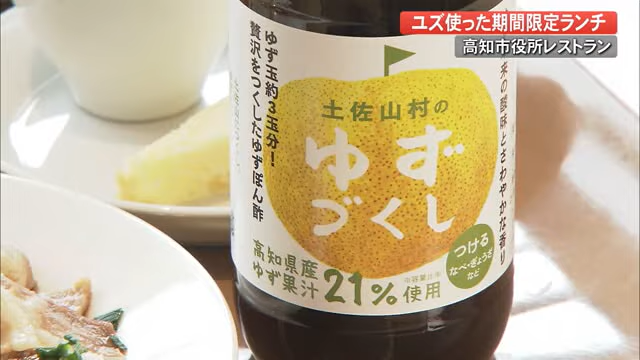 ユズ使った期間限定ランチ
高知市役所レストラン
ゆず玉約3玉分!
贅沢をつくしたゆずぽん酢
土佐山村の
ゆず
づくし
来の酸味とさわやかな香り
つける
なべ・ぎょうざ
など
高知県産
ゆず果汁
21%
使用